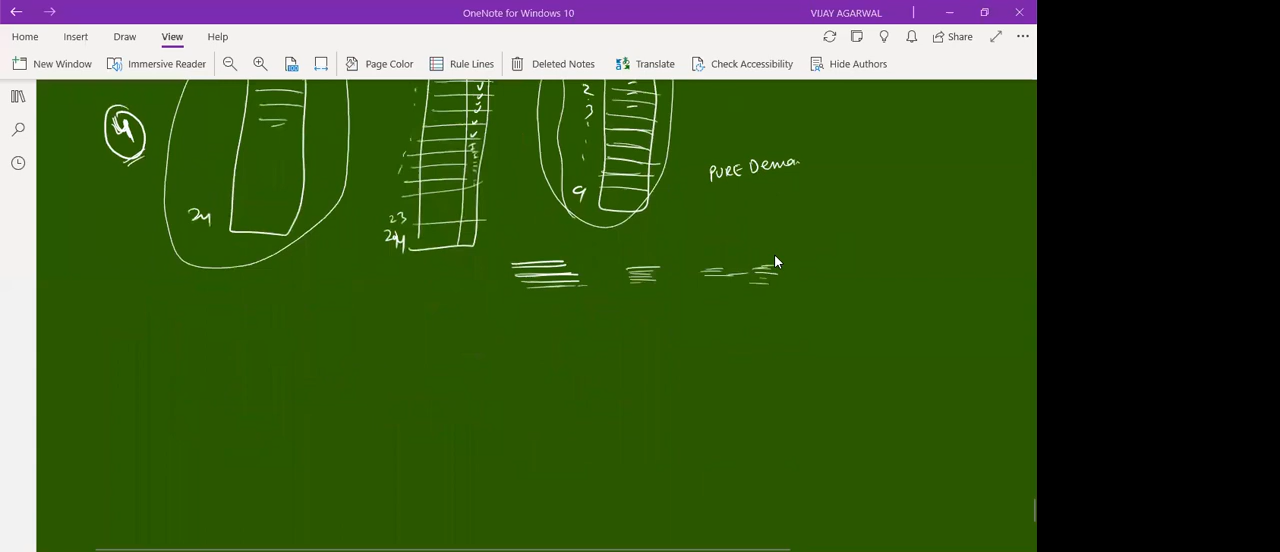 OneNote for Windows 10
VIJAY AGARWAL
Home Insert Draw View Help
Share
New Window Immersive Reader Page Color Rule Lines Deleted Notes Translate Check Accessibility Hide Authors
4
2
3
PURE Dema
9
24
23
24